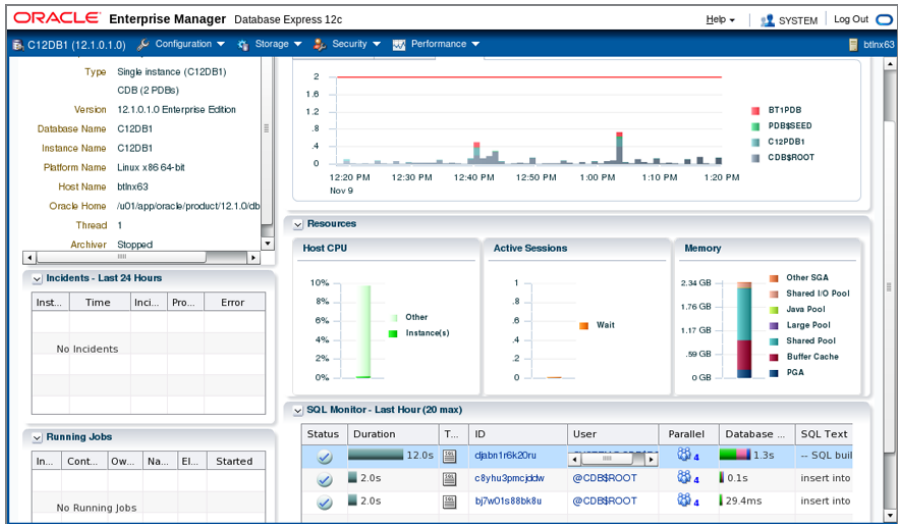 ORACLE Enterprise Manager Database Express 12c
Help
SYSTEM
Log Out
C12DB1 (12.1.0.1.0)
Configuration
Storage
Security
Performance
btlnx63
Type Single instance (C12DB1)
CDB (2 PDBs)
Version 12.1.0.1.0 Enterprise Edition
Database Name C12DB1
Instance Name C12DB1
Platform Name Linux x86 64-bit
Host Name btlnx63
Oracle Home /u01/app/oracle/product/12.1.0/db
Thread 1
Archiver Stopped
2
1.6
1.2
.8
.4
0
12:20 PM 12:30 PM 12:40 PM 12:50 PM 1:00 PM 1:10 PM 1:20 PM
Nov 9
BT1PDB
PDB$SEED
C12PDB1
CDB$ROOT
Incidents - Last 24 Hours
Inst... Time Inci... Pro... Error
No Incidents
Running Jobs
In... Cont... Ow... Na... El... Started
No Running Jobs
Resources
Host CPU
10%
8%
6%
4%
2%
0%
Other
Instance(s)
Active Sessions
1
.8
.6
.4
.2
0
Wait
Memory
2.34 GB
1.76 GB
1.17 GB
.59 GB
0 GB
Other SGA
Shared I/O Pool
Java Pool
Large Pool
Shared Pool
Buffer Cache
PGA
SQL Monitor - Last Hour (20 max)
Status Duration T... ID User Parallel Database ... SQL Text
12.0s djabn1r6k20ru 4 1.3s -- SQL buil
2.0s c8yhu3pmcjddw @CDB$ROOT 4 0.1s insert into
2.0s bj7w01s88bk8u @CDB$ROOT 4 29.4ms insert into